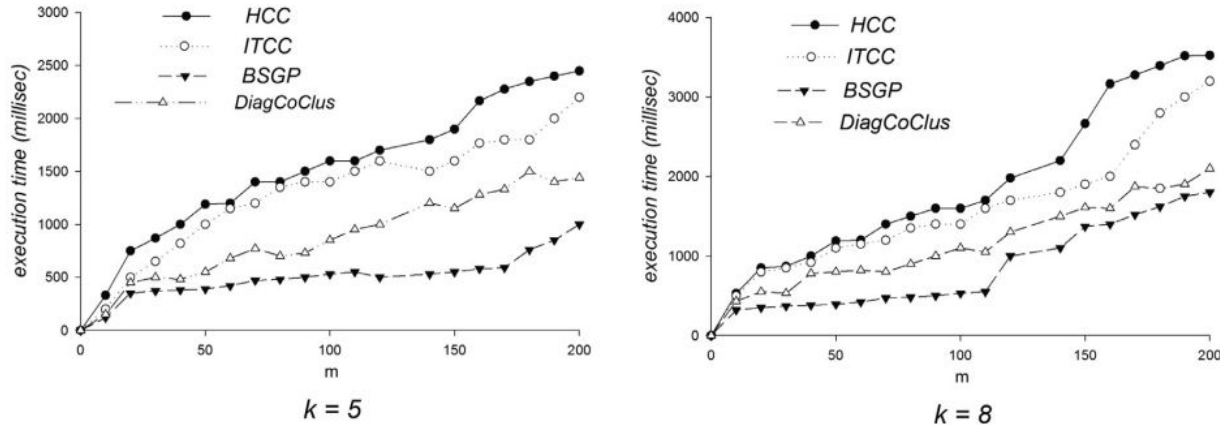 3000
2500
2000
1500
1000
500
0
execution time (millisec)
HCC
ITCC
BSGP
DiagCoClus
0 50 100 150 200
m
k = 5
4000
3000
2000
1000
0
execution time (millisec)
HCC
ITCC
BSGP
DiagCoClus
0 50 100 150 200
m
k = 8